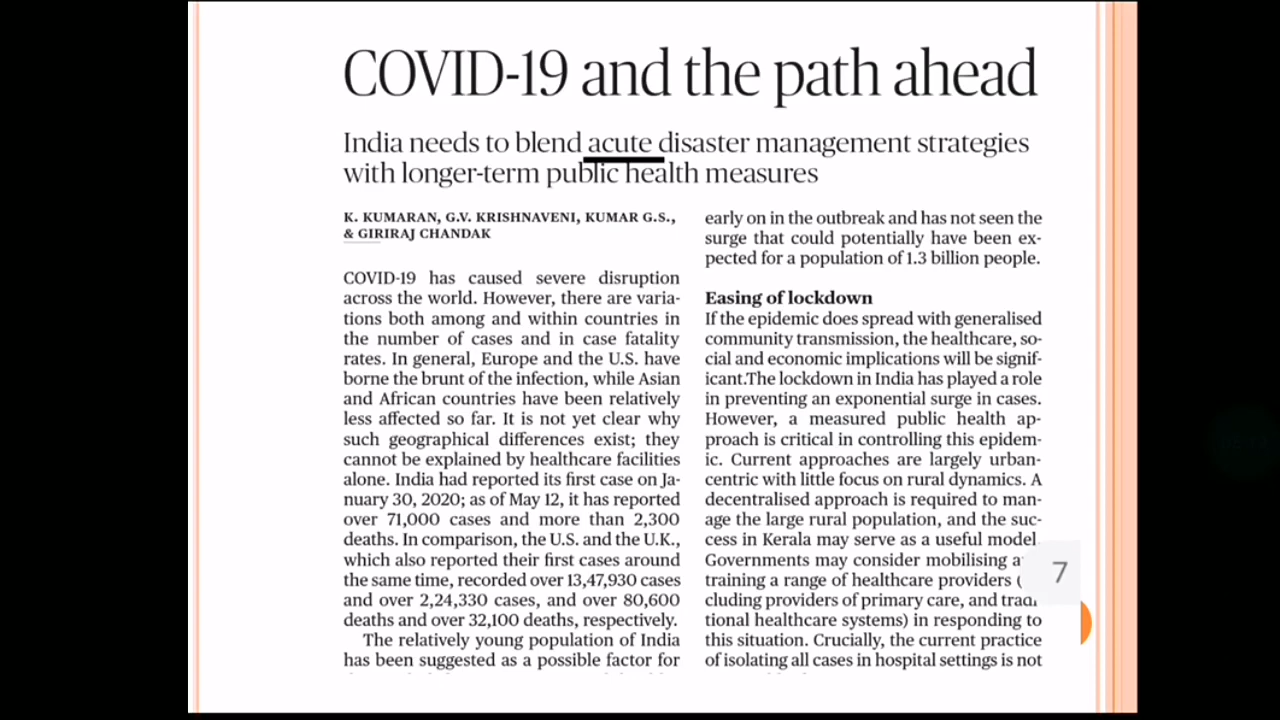 COVID-19 and the path ahead
India needs to blend acute disaster management strategies
with longer-term public health measures
K. KUMARAN, G.V. KRISHNAVENI, KUMAR G.S.,
& GIRIRAJ CHANDAK
COVID-19 has caused severe disruption
across the world. However, there are varia-
tions both among and within countries in
the number of cases and in case fatality
rates. In general, Europe and the U.S. have
borne the brunt of the infection, while Asian
and African countries have been relatively
less affected so far. It is not yet clear why
such geographical differences exist; they
cannot be explained by healthcare facilities
alone. India had reported its first case on Ja-
nuary 30, 2020; as of May 12, it has reported
over 71,000 cases and more than 2,300
deaths. In comparison, the U.S. and the U.K.,
which also reported their first cases around
the same time, recorded over 13,47,930 cases
and over 2,24,330 cases, and over 80,600
deaths and over 32,100 deaths, respectively.
The relatively young population of India
has been suggested as a possible factor for
early on in the outbreak and has not seen the
surge that could potentially have been ex-
pected for a population of 1.3 billion people.
Easing of lockdown
If the epidemic does spread with generalised
community transmission, the healthcare, so-
cial and economic implications will be signif-
icant.The lockdown in India has played a role
in preventing an exponential surge in cases.
However, a measured public health ap-
proach is critical in controlling this epidem-
ic. Current approaches are largely urban-
centric with little focus on rural dynamics. A
decentralised approach is required to man-
age the large rural population, and the suc-
cess in Kerala may serve as a useful model.
Governments may consider mobilising
training a range of healthcare providers (
cluding providers of primary care, and tradi
tional healthcare systems) in responding to
this situation. Crucially, the current practice
of isolating all cases in hospital settings is not
7